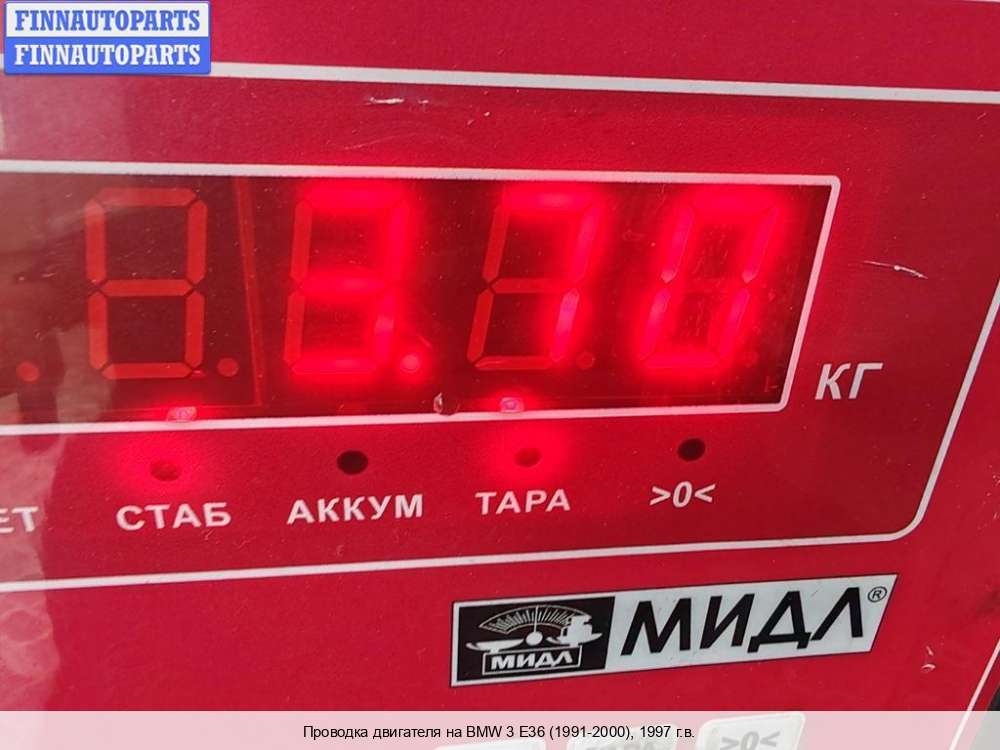 FINNAUTOPARTS
FINNAUTOPARTS
3.70
КГ
ЕТ СТАБ АККУМ ТАРА >0<
МИДЛ МИДЛ®
>0<
Проводка двигателя на BMW 3 E36 (1991-2000), 1997 г.в.